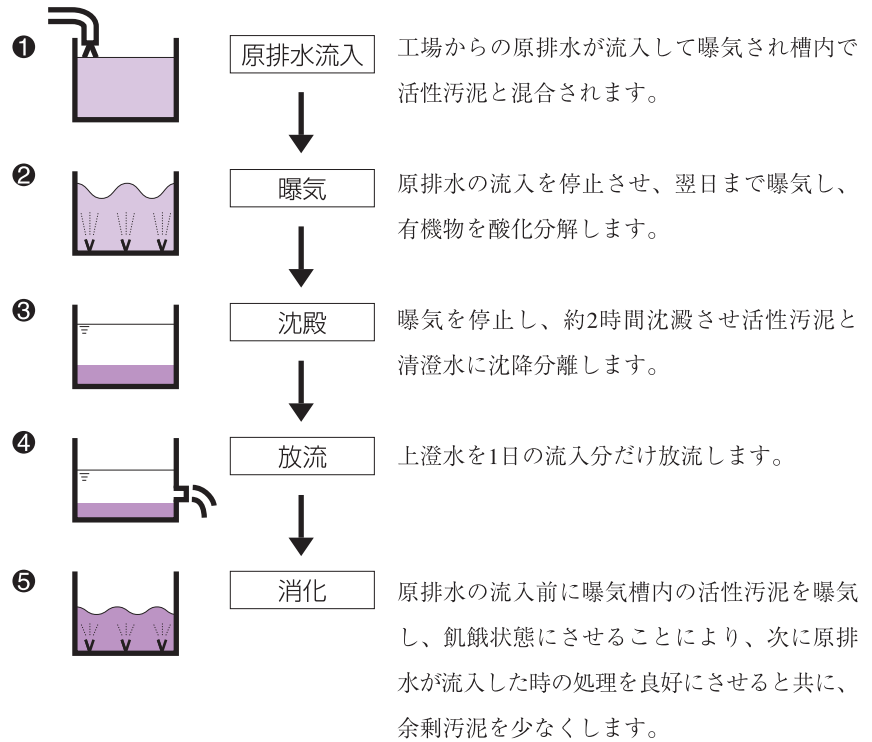 ❶
原排水流入
工場からの原排水が流入して曝気され槽内で
活性汚泥と混合されます。
❷
曝気
原排水の流入を停止させ、翌日まで曝気し、
有機物を酸化分解します。
❸
沈殿
曝気を停止し、約2時間沈澱させ活性汚泥と
清澄水に沈降分離します。
❹
放流
上澄水を1日の流入分だけ放流します。
❺
消化
原排水の流入前に曝気槽内の活性汚泥を曝気
し、飢餓状態にさせることにより、次に原排
水が流入した時の処理を良好にさせると共に、
余剰汚泥を少なくします。